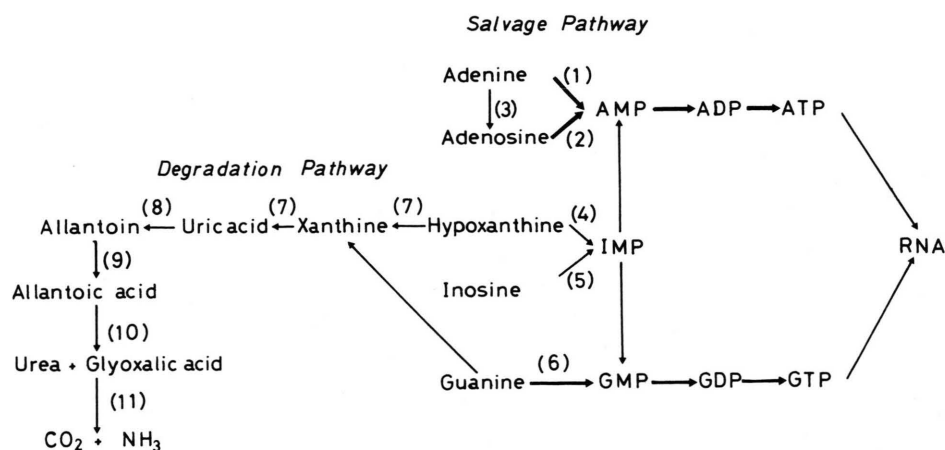 Salvage Pathway
Adenine (1)
(3) AMP ADP ATP
Adenosine (2)
Degradation Pathway
(8) (7) (7) (4)
Allantoin Uric acid Xanthine Hypoxanthine IMP RNA
(9)
Allantoic acid Inosine (5)
(10)
Urea + Glyoxalic acid (6)
Guanine GMP GDP GTP
(11)
CO2 + NH3